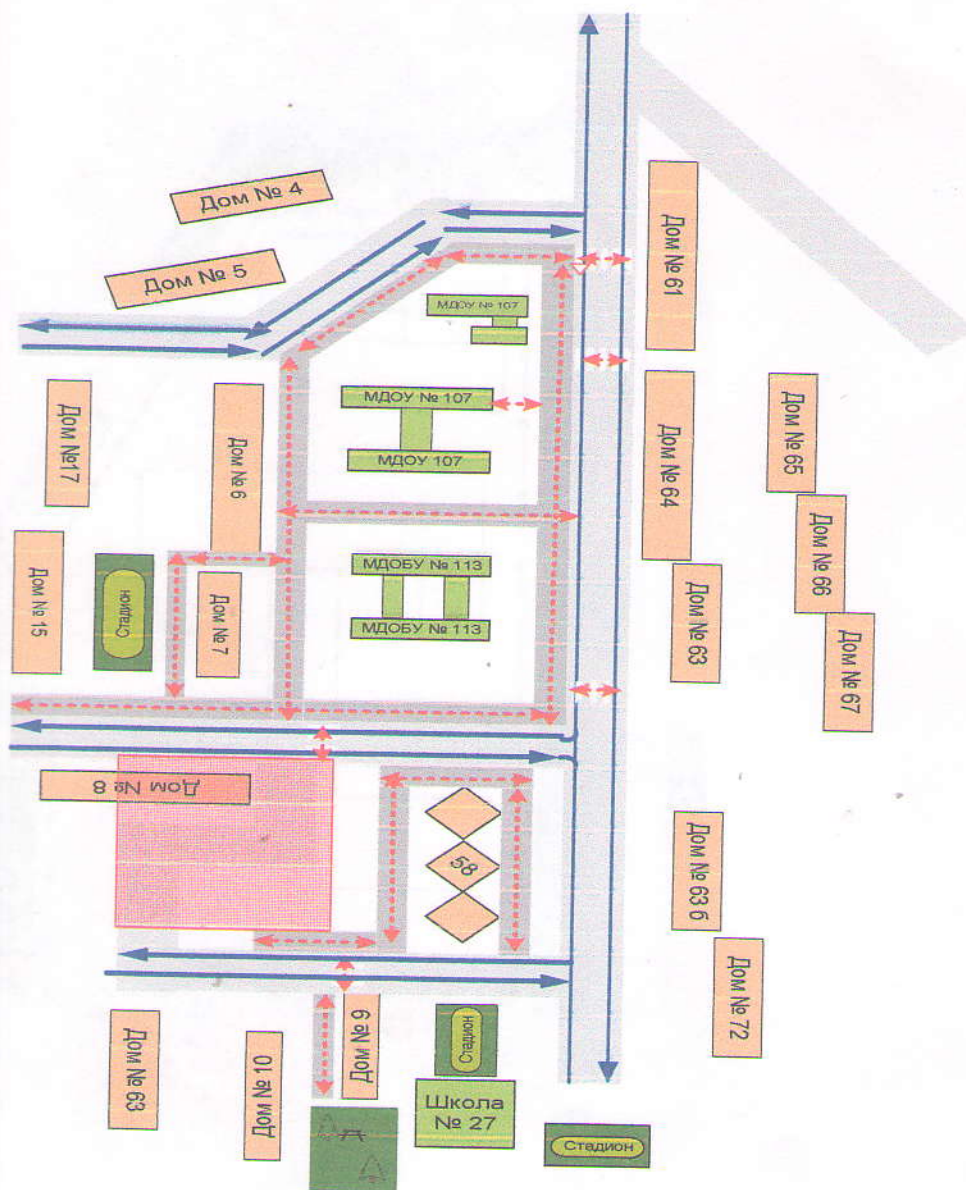 Дом № 4
Дом № 5
Дом № 61
МДОУ № 107
МДОУ № 107
МДОУ 107
Дом №17
Дом № 6
Дом № 64
Дом № 65
Дом № 66
МДОБУ № 113
МДОБУ № 113
Дом № 15
Стадион
Дом № 7
Дом № 63
Дом № 67
Дом № 8
58
Дом № 63 б
Дом № 72
Дом № 63
Дом № 10
Дом № 9
Стадион
Школа
№ 27
Стадион